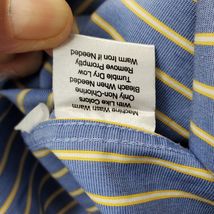 Machine Wash Warm
With Like Colors
Only Non-Chlorine
Bleach When Needed
Tumble Dry Low
Remove Promptly
Warm Iron if Needed